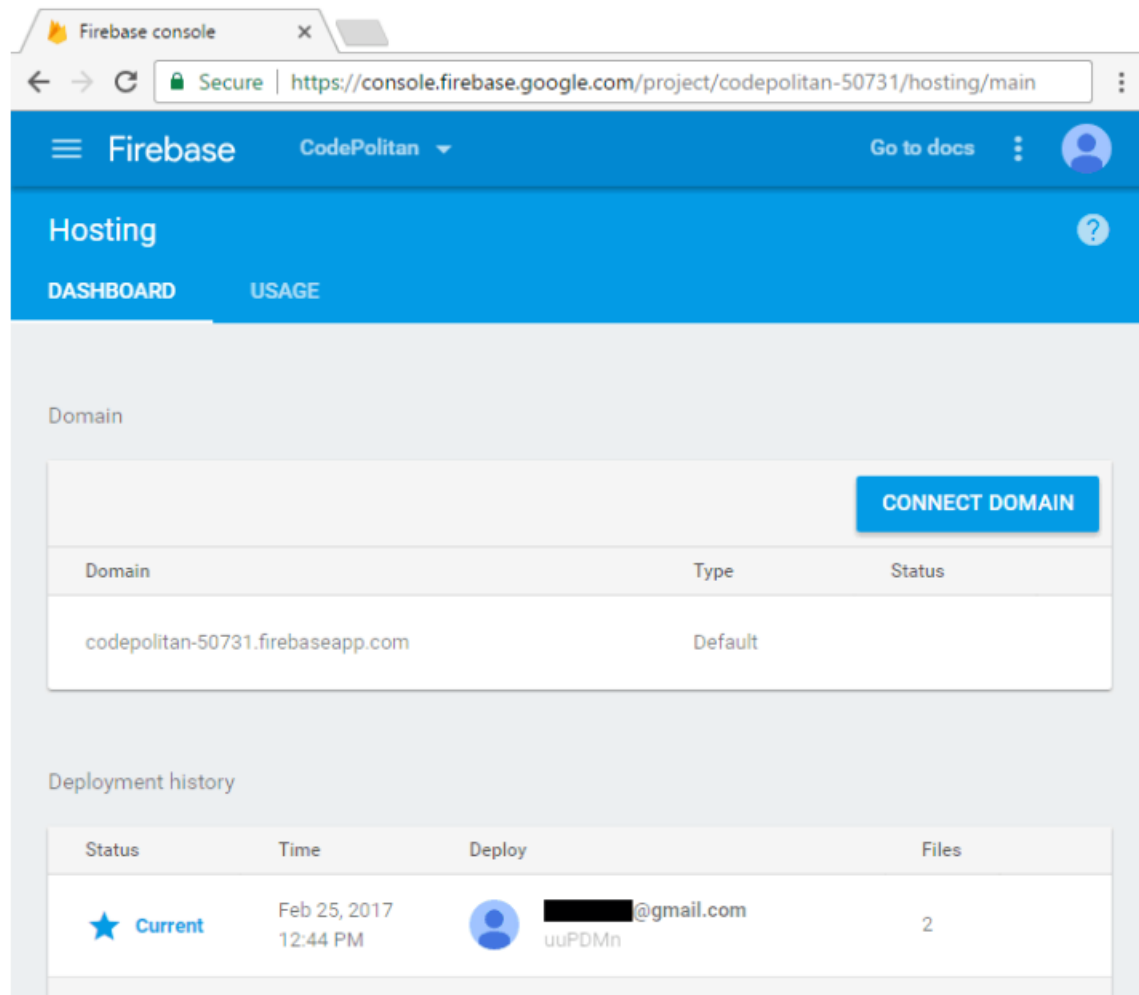 Firebase console
Secure | https://console.firebase.google.com/project/codepolitan-50731/hosting/main
Firebase CodePolitan Go to docs
Hosting
?
DASHBOARD USAGE
Domain
CONNECT DOMAIN
Domain Type Status
codepolitan-50731.firebaseapp.com Default
Deployment history
Status Time Deploy Files
Current Feb 25, 2017 @gmail.com 2
12:44 PM uuPDMn